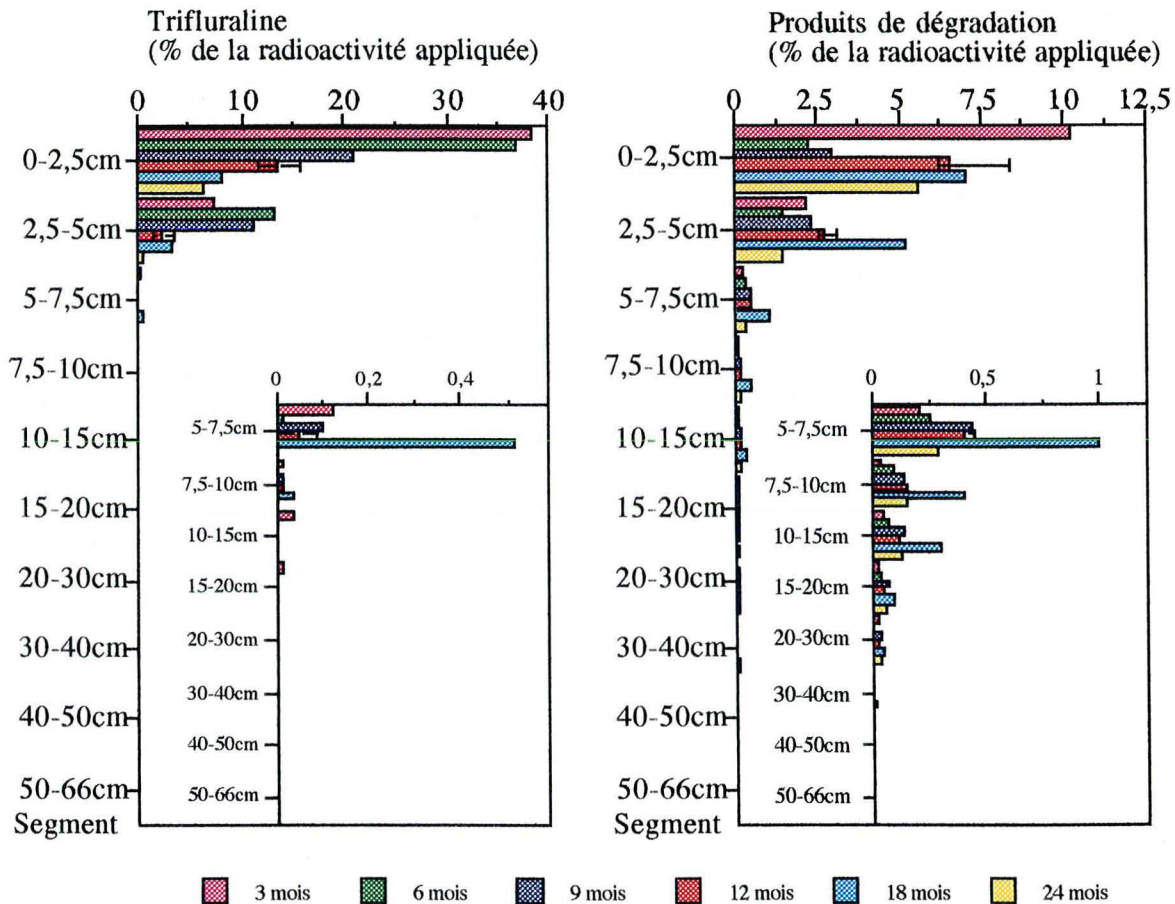 Trifluraline
(% de la radioactivité appliquée)
0 10 20 30 40
0-2,5cm
2,5-5cm
5-7,5cm
7,5-10cm
10-15cm
15-20cm
20-30cm
30-40cm
40-50cm
50-66cm
Segment
0 0,2 0,4
5-7,5cm
7,5-10cm
10-15cm
15-20cm
20-30cm
30-40cm
40-50cm
50-66cm
Produits de dégradation
(% de la radioactivité appliquée)
0 2,5 5 7,5 10 12,5
0-2,5cm
2,5-5cm
5-7,5cm
7,5-10cm
10-15cm
15-20cm
20-30cm
30-40cm
40-50cm
50-66cm
Segment
0 0,5 1
5-7,5cm
7,5-10cm
10-15cm
15-20cm
20-30cm
30-40cm
40-50cm
50-66cm
3 mois 6 mois 9 mois 12 mois 18 mois 24 mois